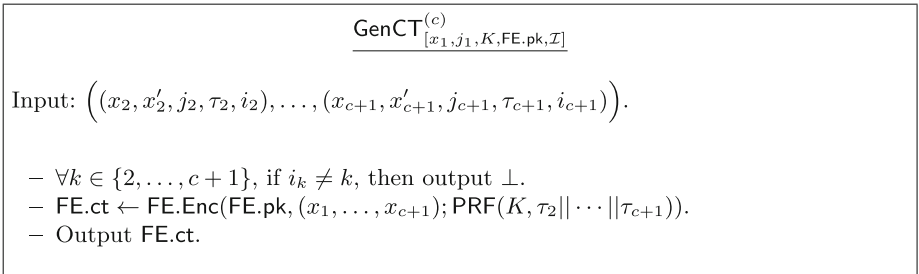 GenCT^{(c)}_{[x_1, j_1, K, FE.pk, \mathcal{I}]}
Input: ((x_2, x'_2, j_2, τ_2, i_2), . . . , (x_{c+1}, x'_{c+1}, j_{c+1}, τ_{c+1}, i_{c+1})).
– ∀k ∈ {2, . . . , c + 1}, if i_k ≠ k, then output ⊥.
– FE.ct ← FE.Enc(FE.pk, (x_1, . . . , x_{c+1}); PRF(K, τ_2|| · · · ||τ_{c+1})).
– Output FE.ct.